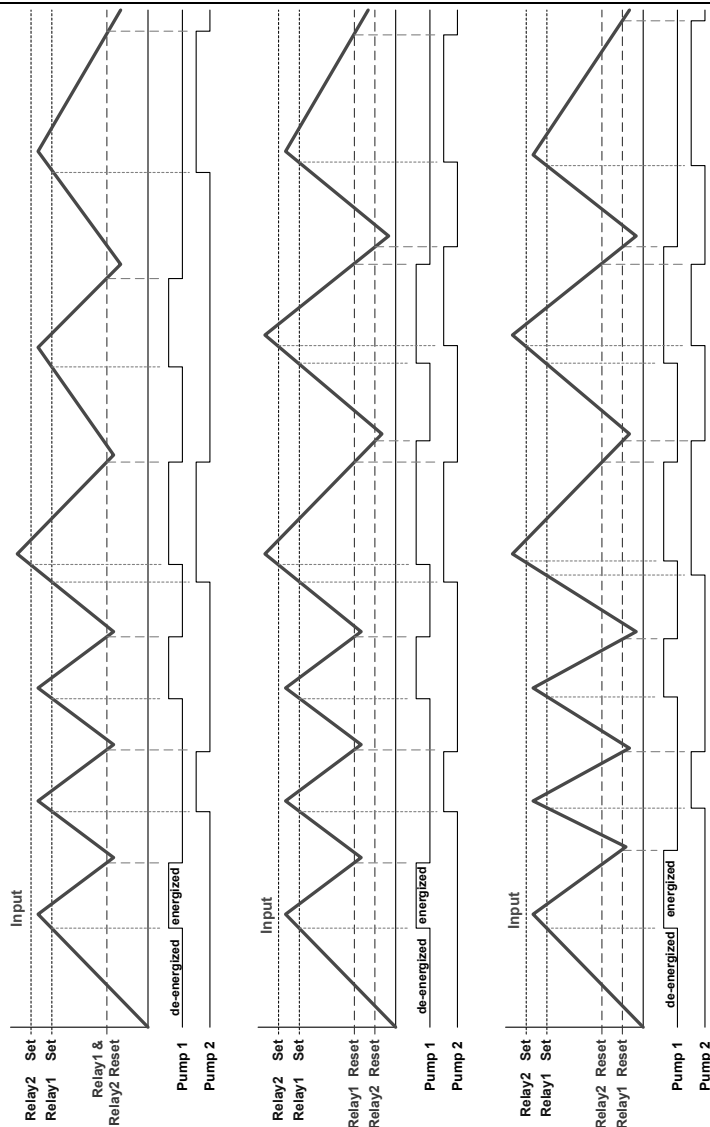 Input
Relay2 Set
Relay1 Set
Relay1 &
Relay2 Reset
de-energized energized
Pump 1
Pump 2
Input
Relay2 Set
Relay1 Set
Relay1 Reset
Relay2 Reset
de-energized energized
Pump 1
Pump 2
Input
Relay2 Set
Relay1 Set
Relay2 Reset
Relay1 Reset
de-energized energized
Pump 1
Pump 2